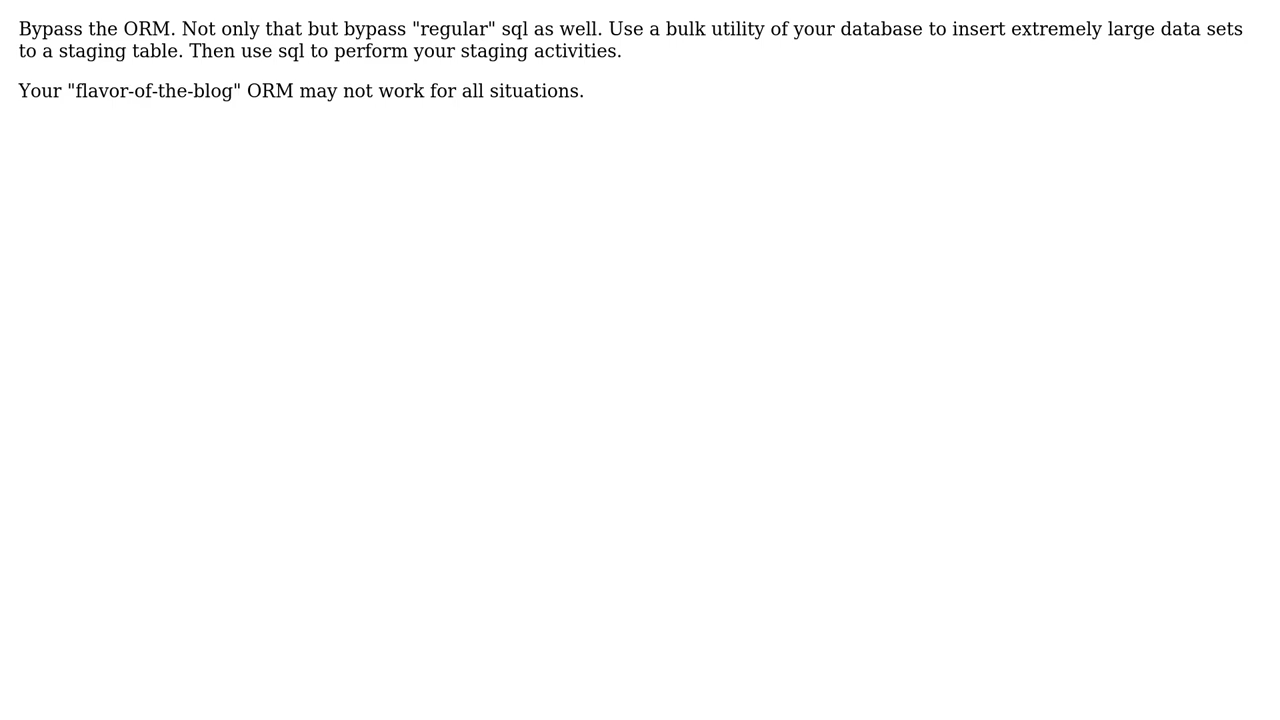 Bypass the ORM. Not only that but bypass "regular" sql as well. Use a bulk utility of your database to insert extremely large data sets
to a staging table. Then use sql to perform your staging activities.
Your "flavor-of-the-blog" ORM may not work for all situations.